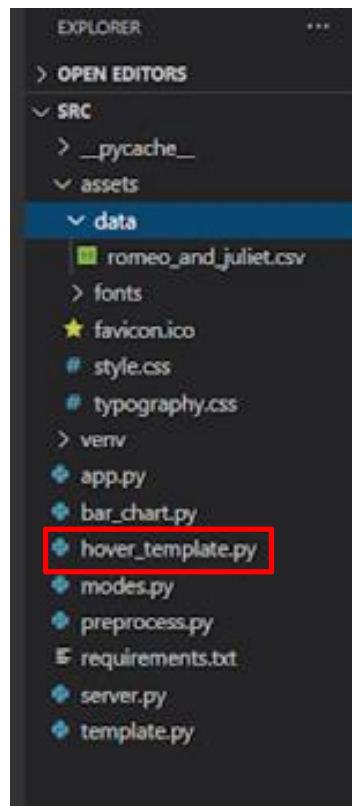 EXPLORER ...
> OPEN EDITORS
SRC
> __pycache__
assets
data
romeo_and_juliet.csv
> fonts
favicon.ico
# style.css
# typography.css
> venv
app.py
bar_chart.py
hover_template.py
modes.py
preprocess.py
requirements.txt
server.py
template.py